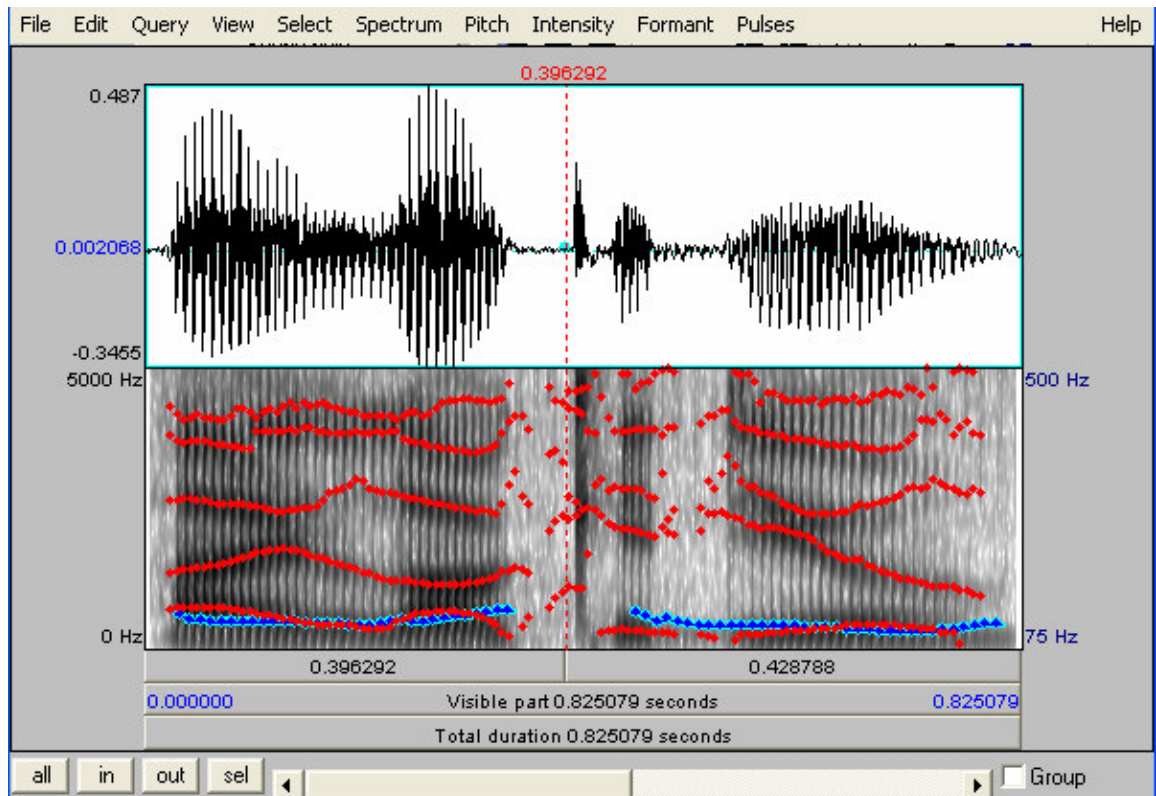 File Edit Query View Select Spectrum Pitch Intensity Formant Pulses Help
0.396292
0.487
0.002068
-0.3455
5000 Hz 500 Hz
0 Hz 75 Hz
0.396292 0.428788
0.000000 Visible part 0.825079 seconds 0.825079
Total duration 0.825079 seconds
all in out sel Group